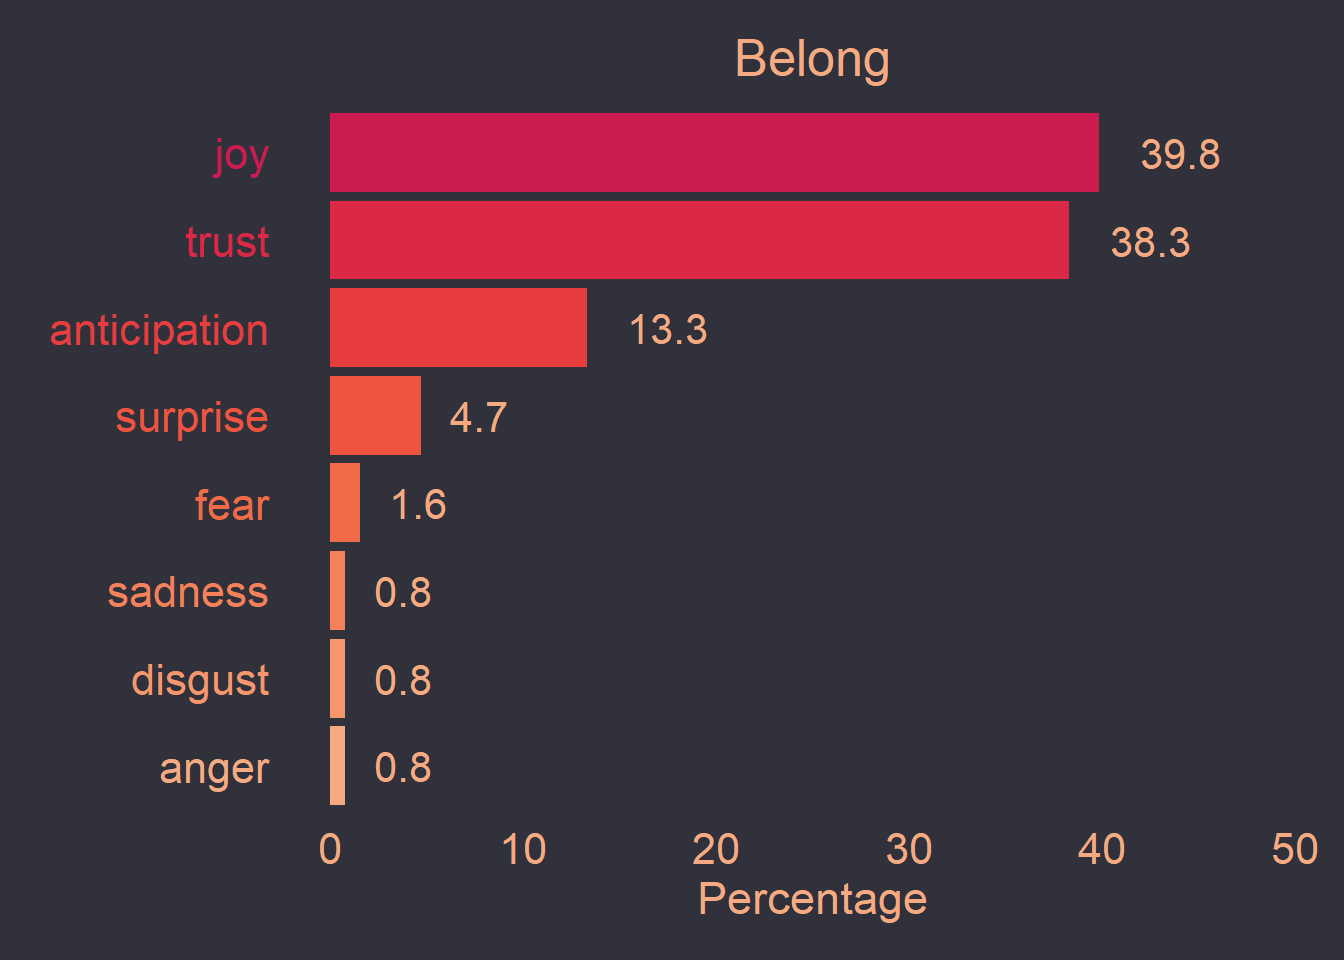 Belong
joy 39.8
trust 38.3
anticipation 13.3
surprise 4.7
fear 1.6
sadness 0.8
disgust 0.8
anger 0.8
0 10 20 30 40 50
Percentage